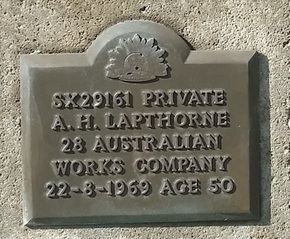 SX29161 PRIVATE
A. H. LAPTHORNE
28 AUSTRALIAN
WORKS COMPANY
22-8-1969 AGE 50